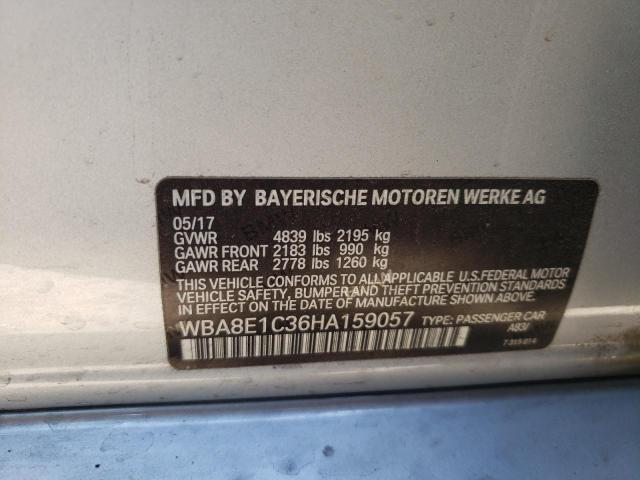 MFD BY BAYERISCHE MOTOREN WERKE AG
05/17
GVWR 4839 lbs 2195 kg
GAWR FRONT 2183 lbs 990 kg
GAWR REAR 2778 lbs 1260 kg
THIS VEHICLE CONFORMS TO ALL APPLICABLE U.S.FEDERAL MOTOR
VEHICLE SAFETY, BUMPER AND THEFT PREVENTION STANDARDS
IN EFFECT ON THE DATE OF MANUFACTURE SHOWN ABOVE.
WBA8E1C36HA159057 TYPE: PASSENGER CAR
A83/